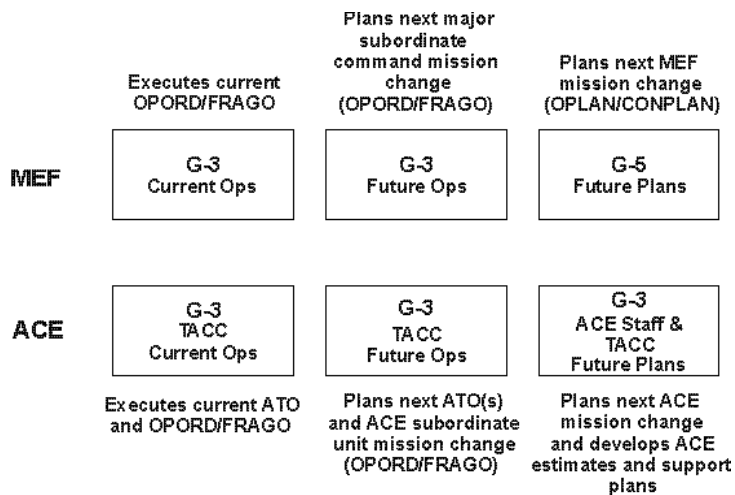 Executes current
OPORD/FRAGO
Plans next major
subordinate
command mission
change
(OPORD/FRAGO)
Plans next MEF
mission change
(OPLAN/CONPLAN)
MEF
G-3
Current Ops
G-3
Future Ops
G-5
Future Plans
ACE
G-3
TACC
Current Ops
G-3
TACC
Future Ops
G-3
ACE Staff &
TACC
Future Plans
Executes current ATO
and OPORD/FRAGO
Plans next ATO(s)
and ACE subordinate
unit mission change
(OPORD/FRAGO)
Plans next ACE
mission change
and develops ACE
estimates and support
plans